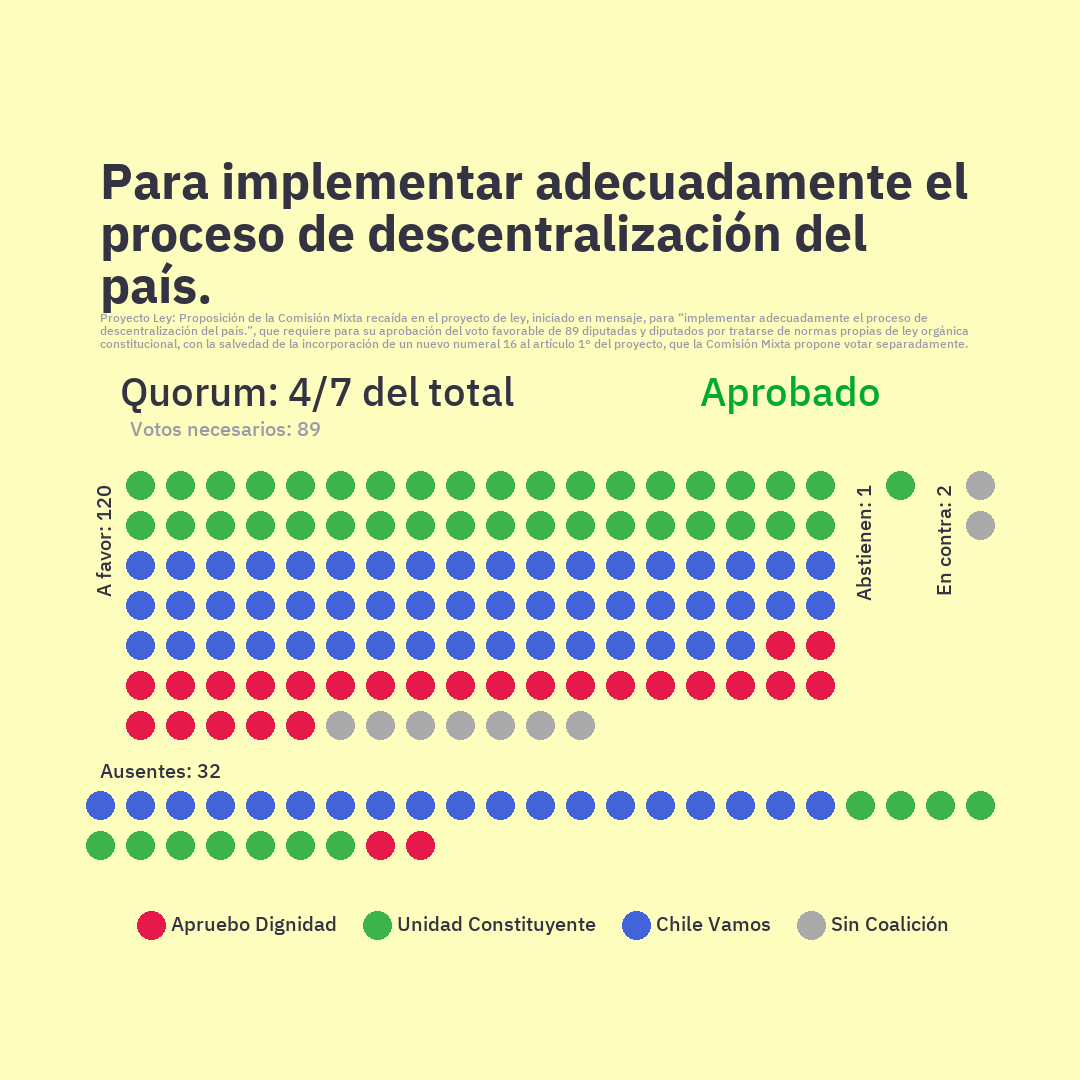 Para implementar adecuadamente el
proceso de descentralización del
país.
Proyecto Ley: Proposición de la Comisión Mixta recaída en el proyecto de ley, iniciado en mensaje, para “implementar adecuadamente el proceso de
descentralización del país.”, que requiere para su aprobación del voto favorable de 89 diputadas y diputados por tratarse de normas propias de ley orgánica
constitucional, con la salvedad de la incorporación de un nuevo numeral 16 al artículo 1° del proyecto, que la Comisión Mixta propone votar separadamente.
Quorum: 4/7 del total
Aprobado
Votos necesarios: 89
A favor: 120
Abstienen: 1
En contra: 2
Ausentes: 32
Apruebo Dignidad
Unidad Constituyente
Chile Vamos
Sin Coalición